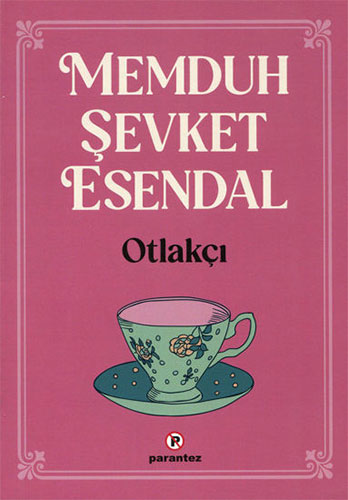 MEMDUH
ŞEVKET
ESENDAL
Otlakçı
parantez